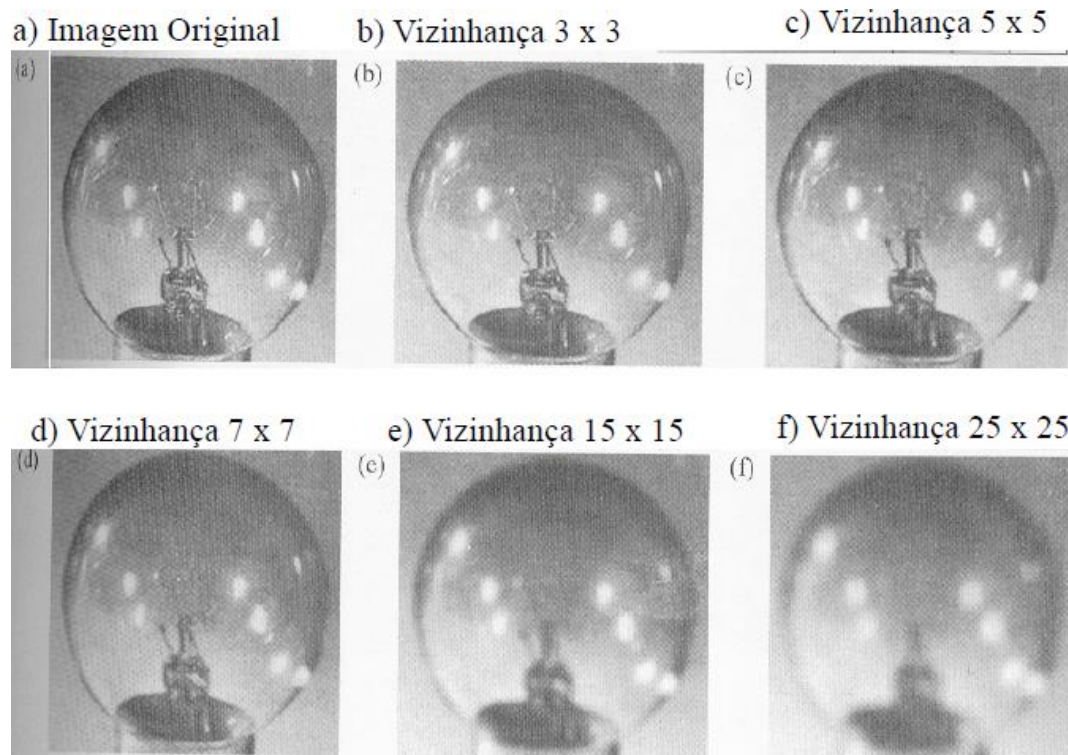 a) Imagem Original
b) Vizinhança 3 x 3
c) Vizinhança 5 x 5
(a)
(b)
(c)
d) Vizinhança 7 x 7
e) Vizinhança 15 x 15
f) Vizinhança 25 x 25
(d)
(e)
(f)